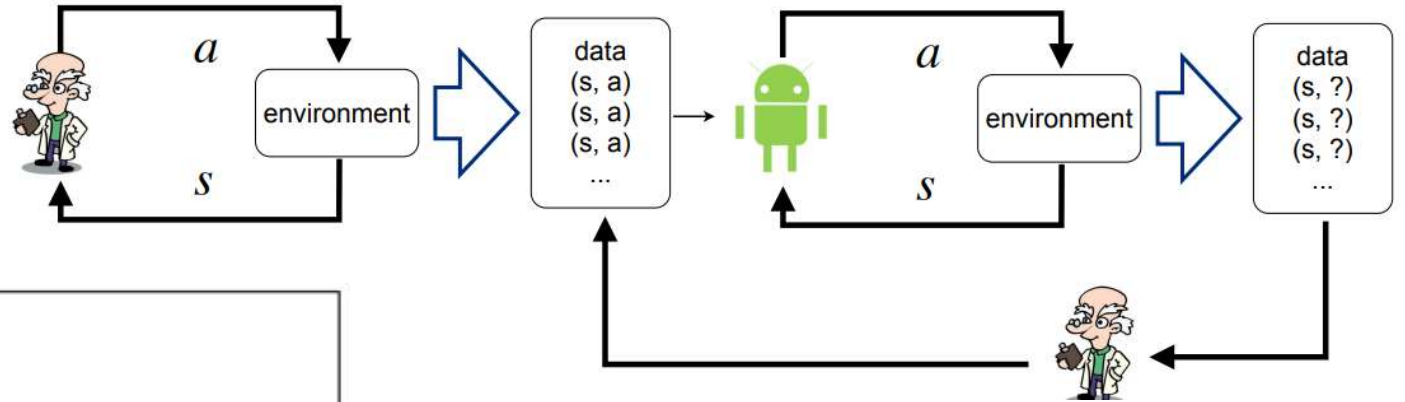 a
environment
s
data
(s, a)
(s, a)
(s, a)
...
a
environment
s
data
(s, ?)
(s, ?)
(s, ?)
...